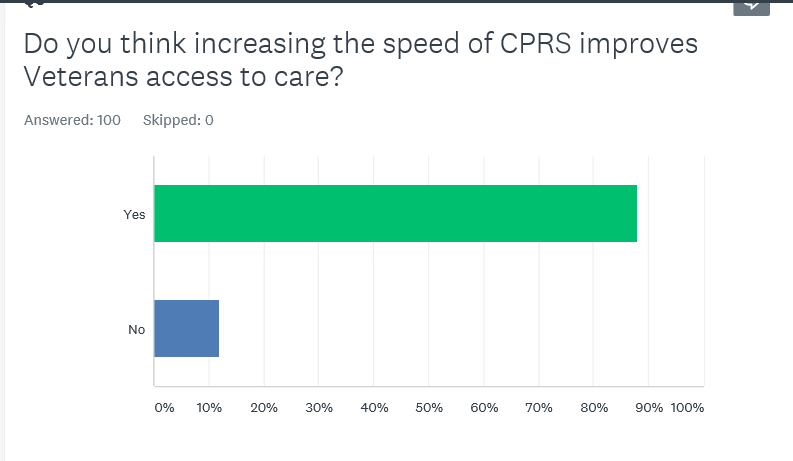 Do you think increasing the speed of CPRS improves
Veterans access to care?
Answered: 100 Skipped: 0
Yes
No
0% 10% 20% 30% 40% 50% 60% 70% 80% 90% 100%